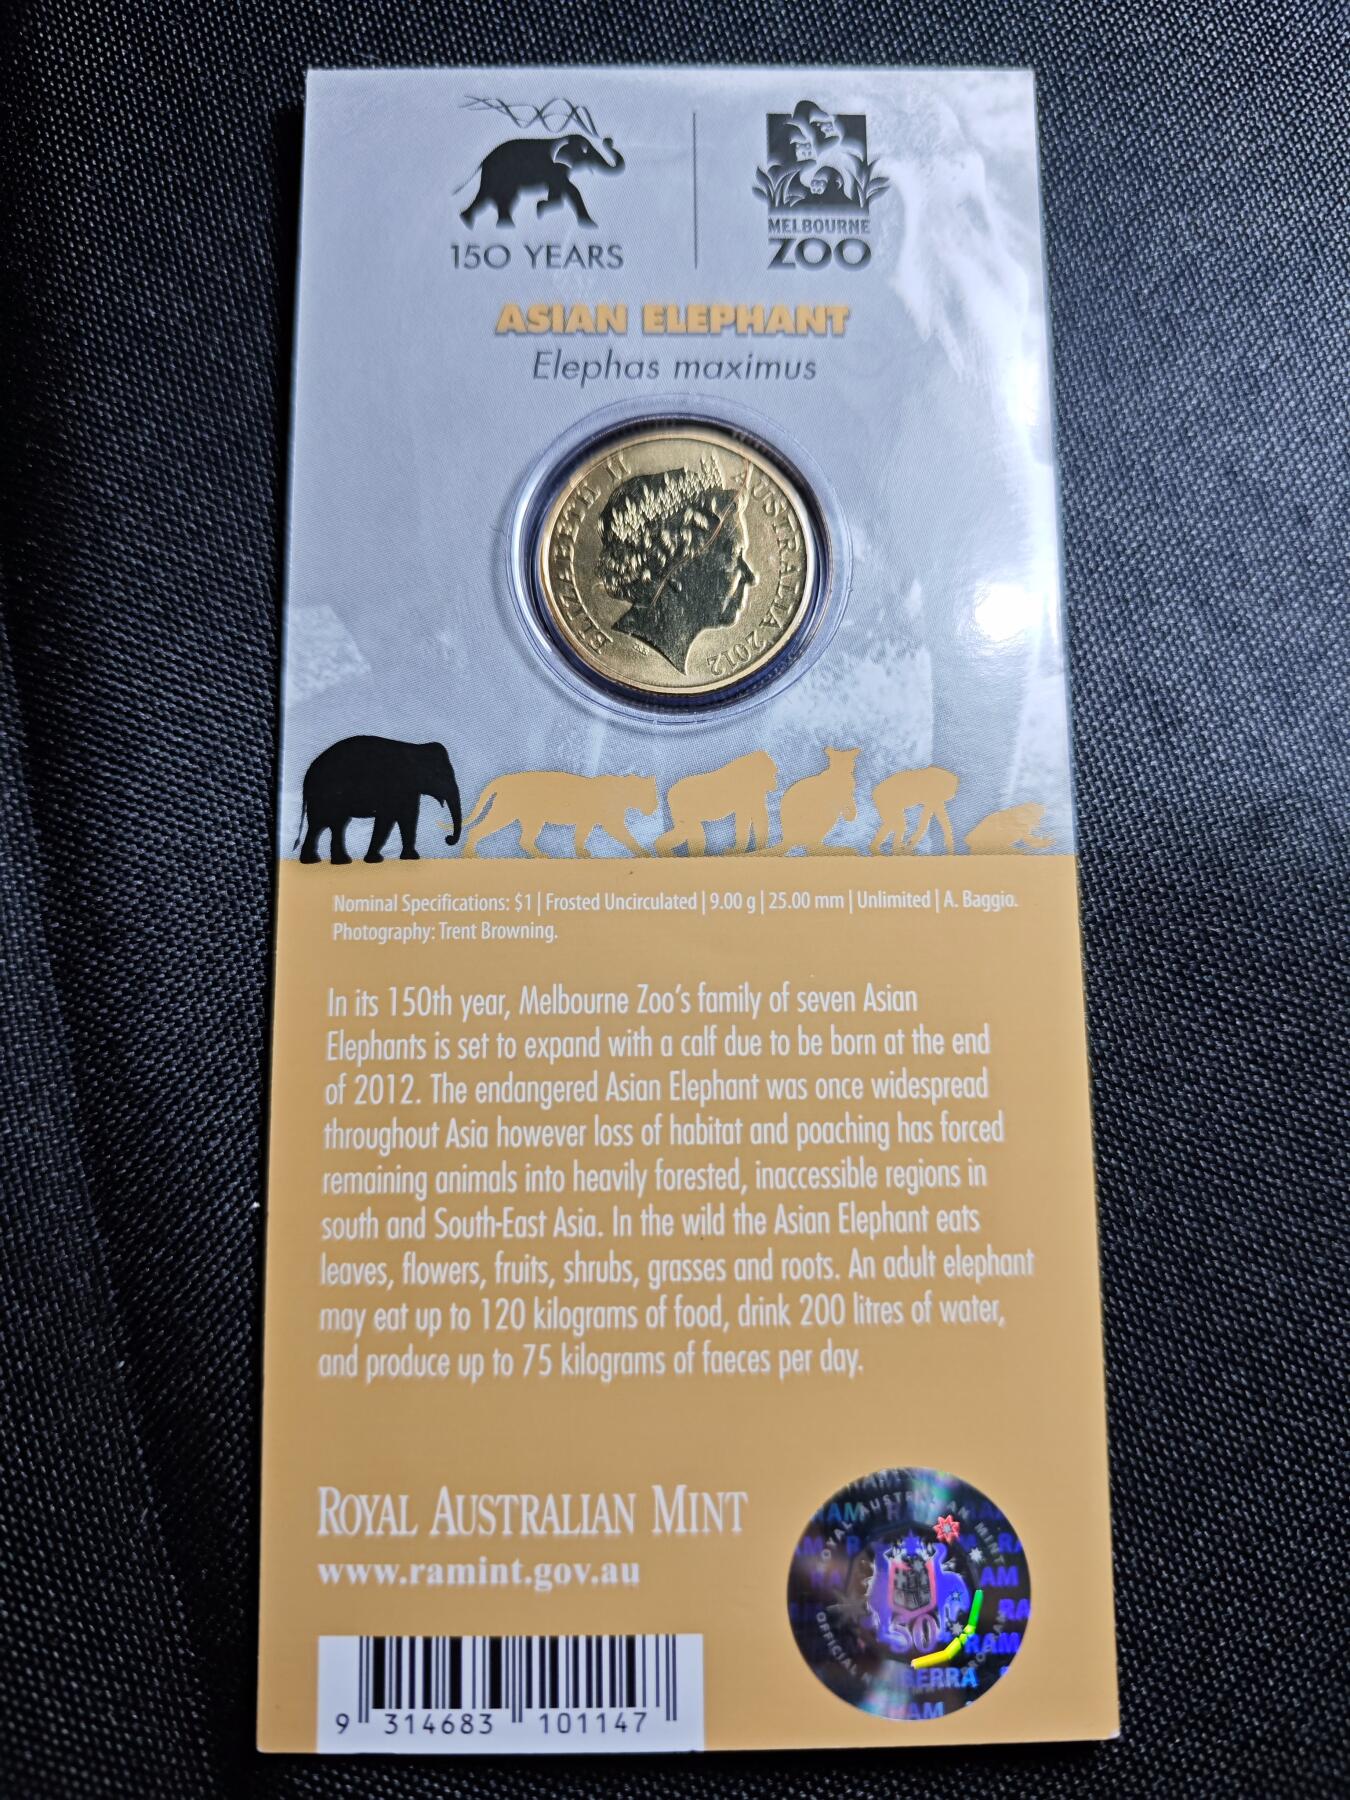 150 YEARS
MELBOURNE
ZOO
ASIAN ELEPHANT
Elephas maximus
ELIZABETH II AUSTRALIA 2012
Nominal Specifications: $1 | Frosted Uncirculated | 9.00 g | 25.00 mm | Unlimited | A. Baggio.
Photography: Trent Browning.
In its 150th year, Melbourne Zoo's family of seven Asian
Elephants is set to expand with a calf due to be born at the end
of 2012. The endangered Asian Elephant was once widespread
throughout Asia however loss of habitat and poaching has forced
remaining animals into heavily forested, inaccessible regions in
south and South-East Asia. In the wild the Asian Elephant eats
leaves, flowers, fruits, shrubs, grasses and roots. An adult elephant
may eat up to 120 kilograms of food, drink 200 litres of water,
and produce up to 75 kilograms of faeces per day.
ROYAL AUSTRALIAN MINT
www.ramint.gov.au
ROYAL AUSTRALIAN MINT
50
OFFICIAL
RAM
9 314683 101147